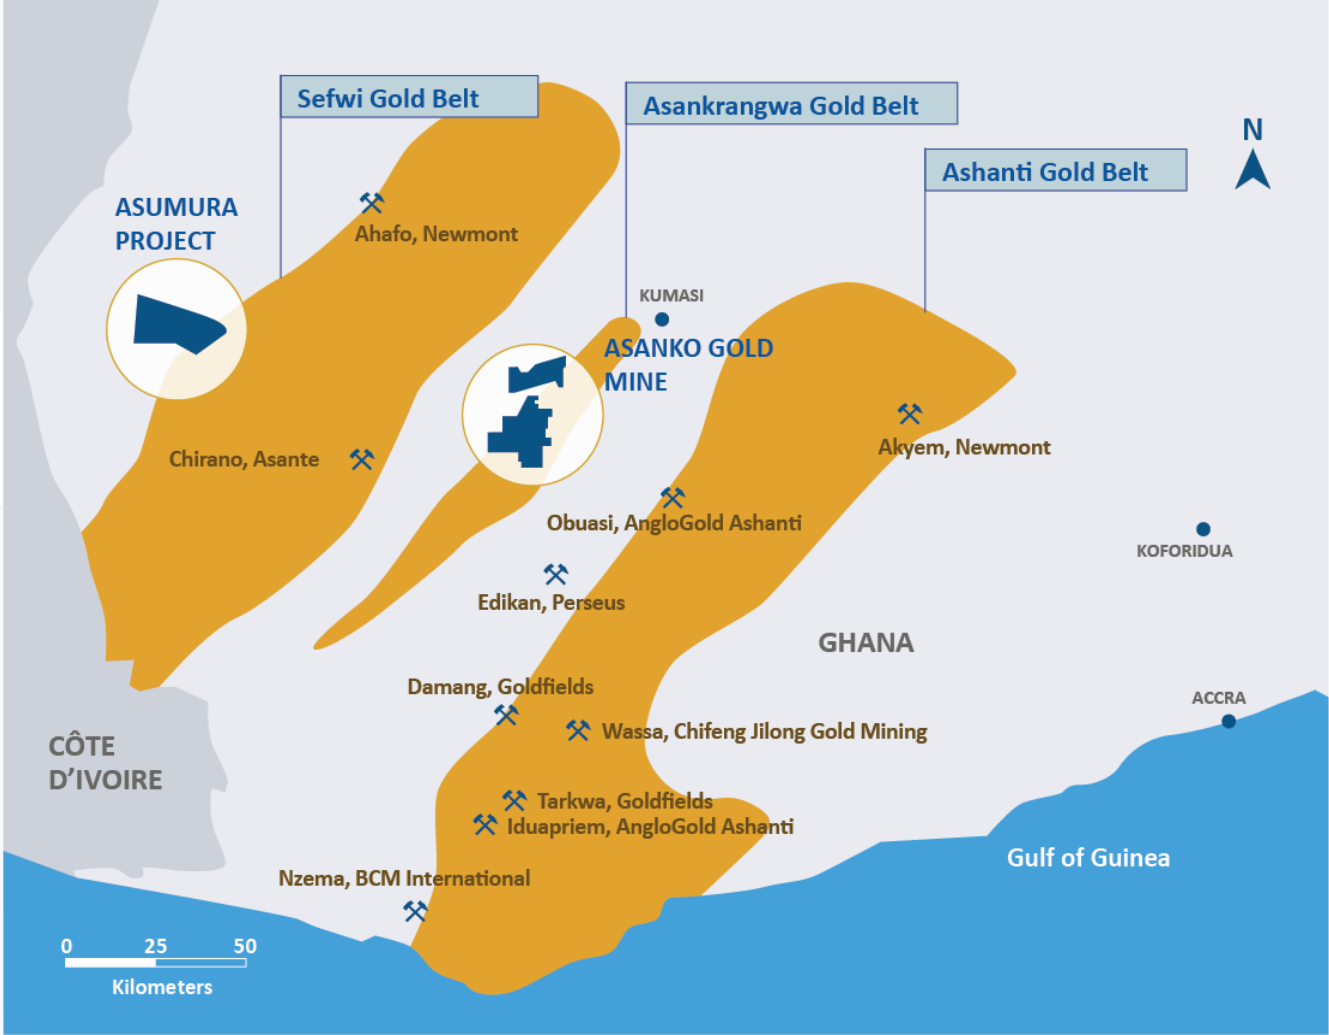 Sefwi Gold Belt
Asankrangwa Gold Belt
N
Ashanti Gold Belt
ASUMURA
PROJECT
Ahafo, Newmont
KUMASI
ASANKO GOLD
MINE
Akyem, Newmont
Chirano, Asante
Obuasi, AngloGold Ashanti
KOFORIDUA
Edikan, Perseus
GHANA
Damang, Goldfields
ACCRA
Wassa, Chifeng Jilong Gold Mining
CÔTE
D’IVOIRE
Tarkwa, Goldfields
Iduapriem, AngloGold Ashanti
Gulf of Guinea
Nzema, BCM International
0 25 50
Kilometers